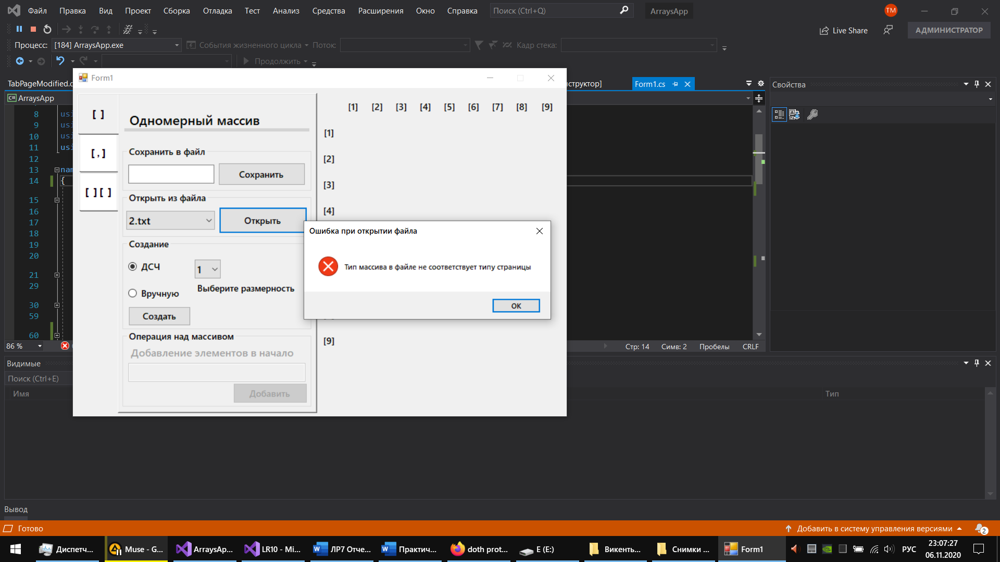 Файл Правка Вид Проект Сборка Отладка Тест Анализ Средства Расширения Окно Справка Поиск (Ctrl+Q) ArraysApp TM
Live Share АДМИНИСТРАТОР
Процесс: [184] ArraysApp.exe События жизненного цикла Поток: Кадр стека:
Продолжить
TabPageModified.c
структор] Form1.cs
Свойства
C# ArraysApp
8 usi
9 usi
10 usi
11 usi
12
13 nam
14 {
15
16
17
18
19
20
21
29
30
59
60
86 %
Стр: 14 Симв: 2 Пробелы CRLF
Form1
[ ]
[ , ]
[ ] [ ]
Одномерный массив
Сохранить в файл
Сохранить
Открыть из файла
2.txt Открыть
Создание
ДСЧ 1
Выберите размерность
Вручную
Создать
Операция над массивом
Добавление элементов в начало
Добавить
[1] [2] [3] [4] [5] [6] [7] [8] [9]
[1]
[2]
[3]
[4]
[9]
Ошибка при открытии файла
Тип массива в файле не соответствует типу страницы
ОК
Видимые
Поиск (Ctrl+E)
Имя Тип
Вывод
Готово Добавить в систему управления версиями 2
Диспетч... Muse - G... ArraysAp... LR10 - Mi... ЛР7 Отче... Практич... doth prot... E (E:) Викенть... Снимки ... Form1 РУС 23:07:27
06.11.2020